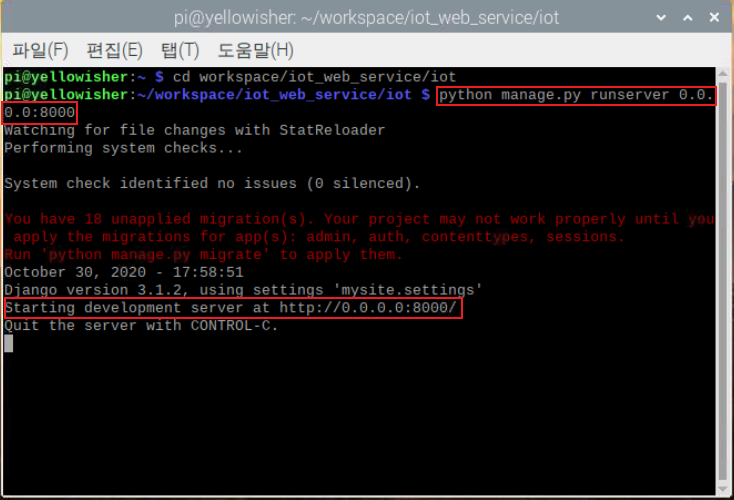 pi@yellowisher: ~/workspace/iot_web_service/iot
파일(F) 편집(E) 탭(T) 도움말(H)
pi@yellowisher:~ $ cd workspace/iot_web_service/iot
pi@yellowisher:~/workspace/iot_web_service/iot $ python manage.py runserver 0.0.
0.0:8000
Watching for file changes with StatReloader
Performing system checks...
System check identified no issues (0 silenced).
You have 18 unapplied migration(s). Your project may not work properly until you
apply the migrations for app(s): admin, auth, contenttypes, sessions.
Run 'python manage.py migrate' to apply them.
October 30, 2020 - 17:58:51
Django version 3.1.2, using settings 'mysite.settings'
Starting development server at http://0.0.0.0:8000/
Quit the server with CONTROL-C.